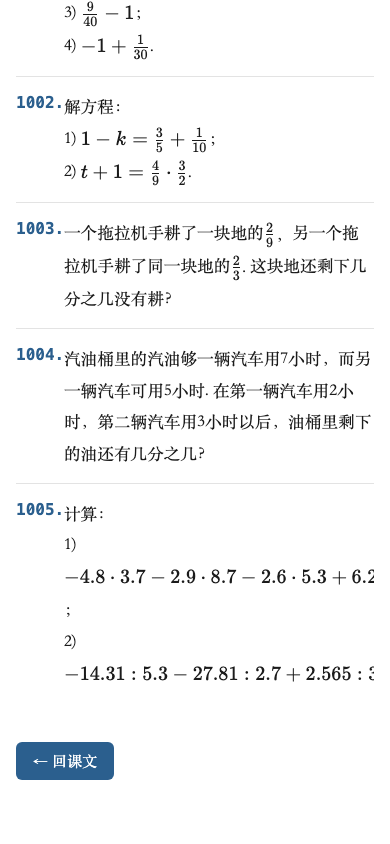 3) 9/40 − 1;
4) −1 + 1/30.
1002. 解方程:
1) 1 − k = 3/5 + 1/10;
2) t + 1 = 4/9 · 3/2.
1003. 一个拖拉机手耕了一块地的2/9，另一个拖
拉机手耕了同一块地的2/3. 这块地还剩下几
分之几没有耕?
1004. 汽油桶里的汽油够一辆汽车用7小时，而另
一辆汽车可用5小时. 在第一辆汽车用2小
时，第二辆汽车用3小时以后，油桶里剩下
的油还有几分之几?
1005. 计算:
1)
−4.8 · 3.7 − 2.9 · 8.7 − 2.6 · 5.3 + 6.2
;
2)
−14.31 : 5.3 − 27.81 : 2.7 + 2.565 : 3
← 回课文